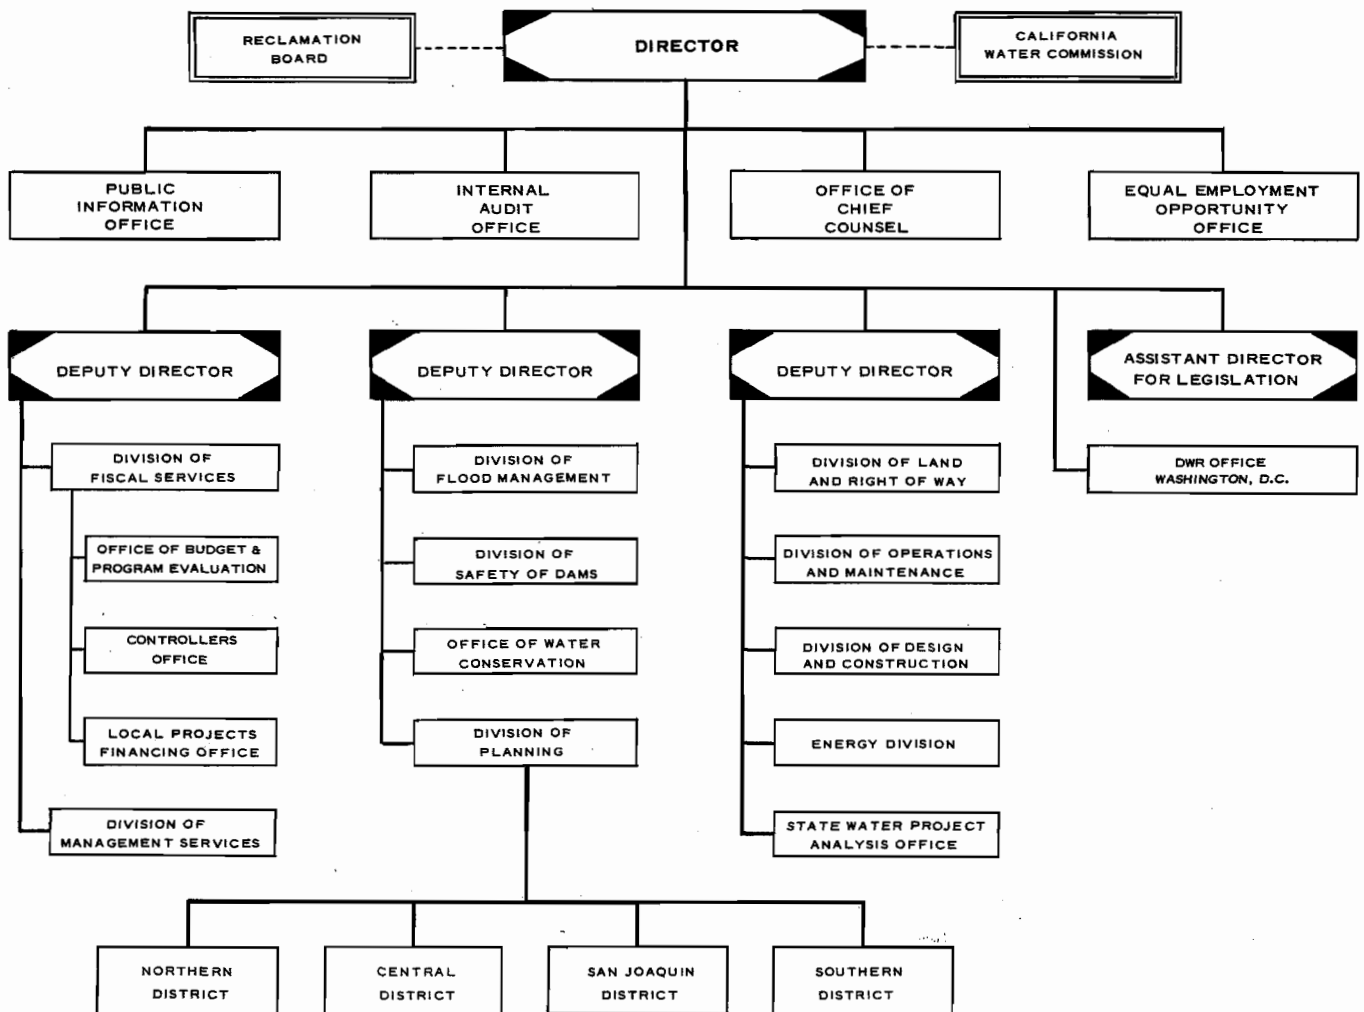 RECLAMATION
BOARD
DIRECTOR
CALIFORNIA
WATER COMMISSION
PUBLIC
INFORMATION
OFFICE
INTERNAL
AUDIT
OFFICE
OFFICE OF
CHIEF
COUNSEL
EQUAL EMPLOYMENT
OPPORTUNITY
OFFICE
DEPUTY DIRECTOR
DEPUTY DIRECTOR
DEPUTY DIRECTOR
ASSISTANT DIRECTOR
FOR LEGISLATION
DIVISION OF
FISCAL SERVICES
OFFICE OF BUDGET &
PROGRAM EVALUATION
CONTROLLERS
OFFICE
LOCAL PROJECTS
FINANCING OFFICE
DIVISION OF
MANAGEMENT SERVICES
DIVISION OF
FLOOD MANAGEMENT
DIVISION OF
SAFETY OF DAMS
OFFICE OF WATER
CONSERVATION
DIVISION OF
PLANNING
DIVISION OF LAND
AND RIGHT OF WAY
DIVISION OF OPERATIONS
AND MAINTENANCE
DIVISION OF DESIGN
AND CONSTRUCTION
ENERGY DIVISION
STATE WATER PROJECT
ANALYSIS OFFICE
DWR OFFICE
WASHINGTON, D.C.
NORTHERN
DISTRICT
CENTRAL
DISTRICT
SAN JOAQUIN
DISTRICT
SOUTHERN
DISTRICT